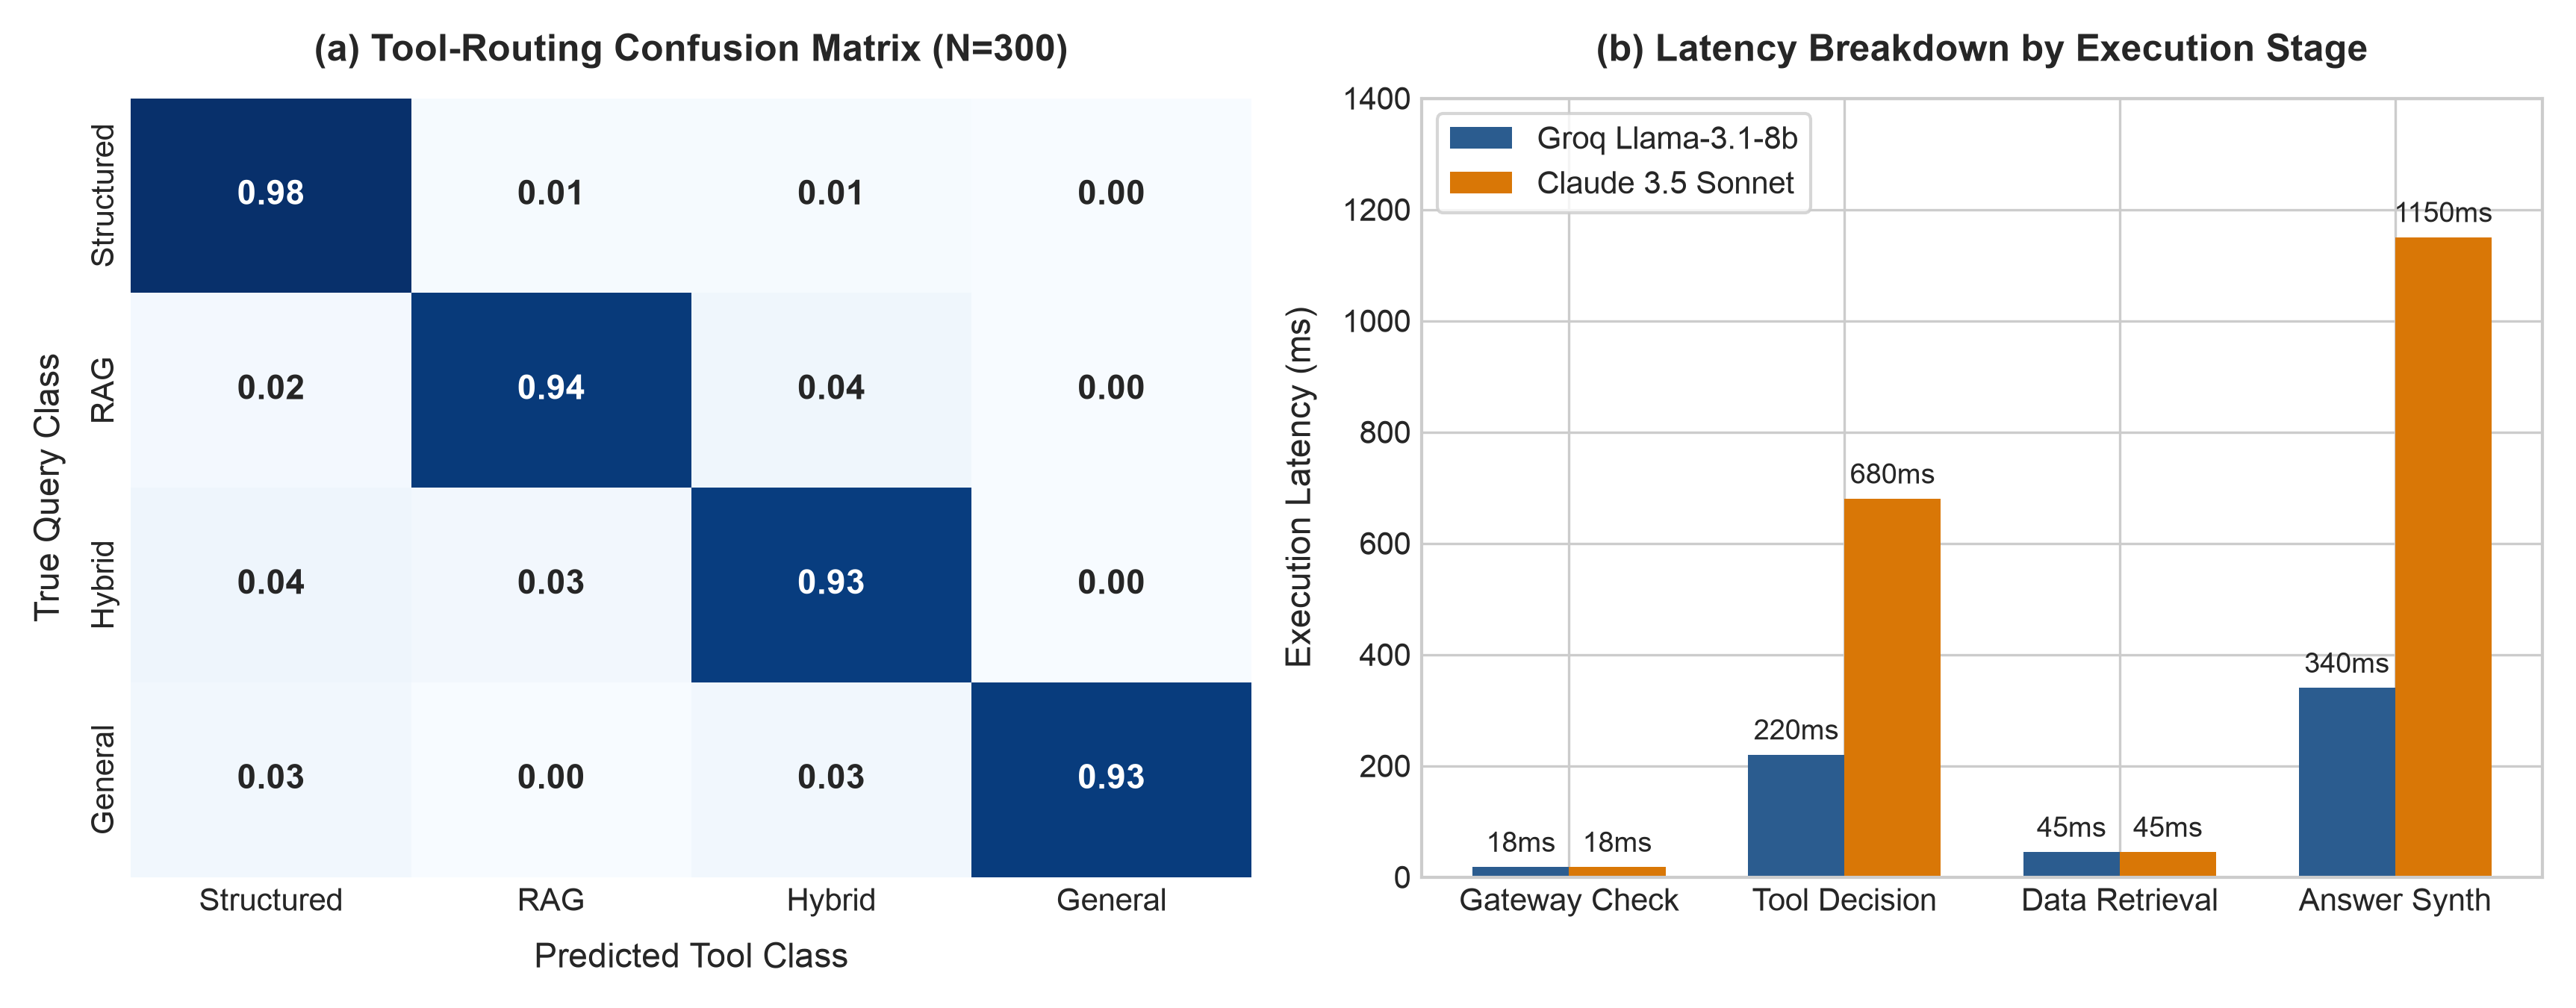 (a) Tool-Routing Confusion Matrix (N=300)
True Query Class
Structured
0.98 0.01 0.01 0.00
RAG
0.02 0.94 0.04 0.00
Hybrid
0.04 0.03 0.93 0.00
General
0.03 0.00 0.03 0.93
Structured RAG Hybrid General
Predicted Tool Class
(b) Latency Breakdown by Execution Stage
Groq Llama-3.1-8b
Claude 3.5 Sonnet
Execution Latency (ms)
1400
1200
1000
800
600
400
200
0
18ms 18ms
220ms 680ms
45ms 45ms
340ms 1150ms
Gateway Check Tool Decision Data Retrieval Answer Synth